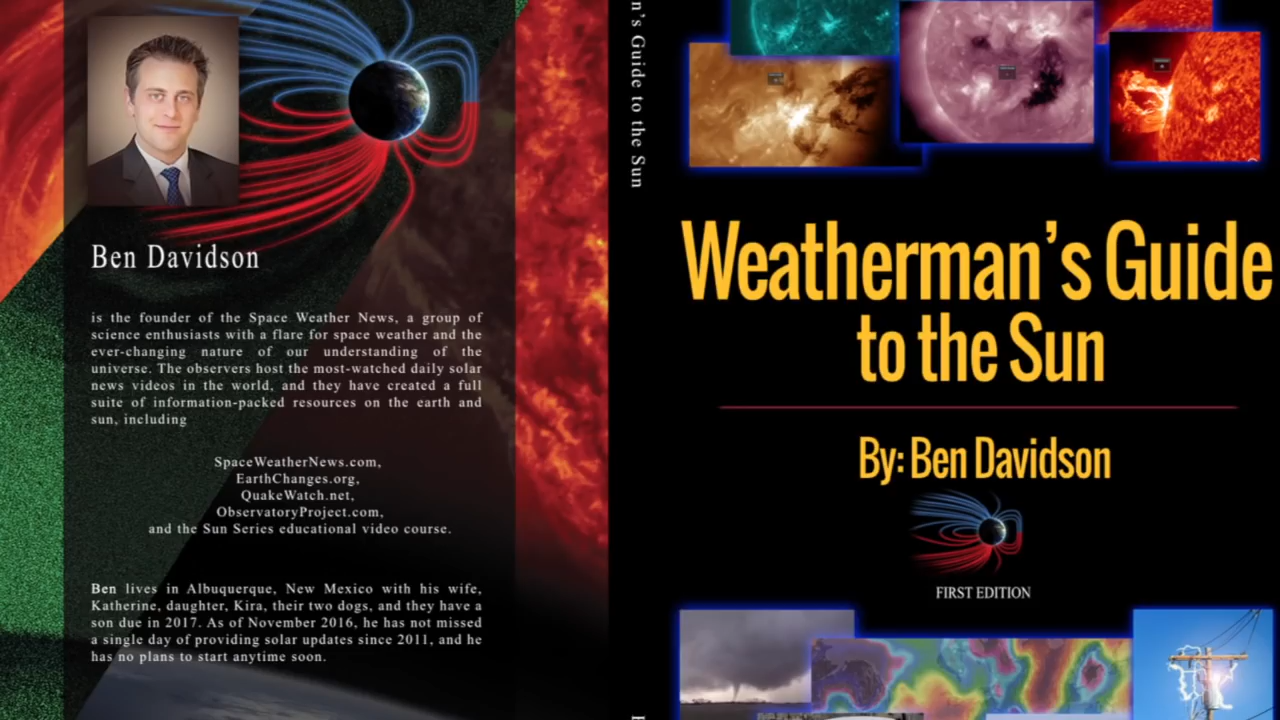 Ben Davidson
is the founder of the Space Weather News, a group of
science enthusiasts with a flare for space weather and the
ever-changing nature of our understanding of the
universe. The observers host the most-watched daily solar
news videos in the world, and they have created a full
suite of information-packed resources on the earth and
sun, including
SpaceWeatherNews.com,
EarthChanges.org,
QuakeWatch.net,
ObservatoryProject.com,
and the Sun Series educational video course.
Ben lives in Albuquerque, New Mexico with his wife,
Katherine, daughter, Kira, their two dogs, and they have a
son due in 2017. As of November 2016, he has not missed
a single day of providing solar updates since 2011, and he
has no plans to start anytime soon.
n's Guide to the Sun
Weatherman's Guide
to the Sun
By: Ben Davidson
FIRST EDITION